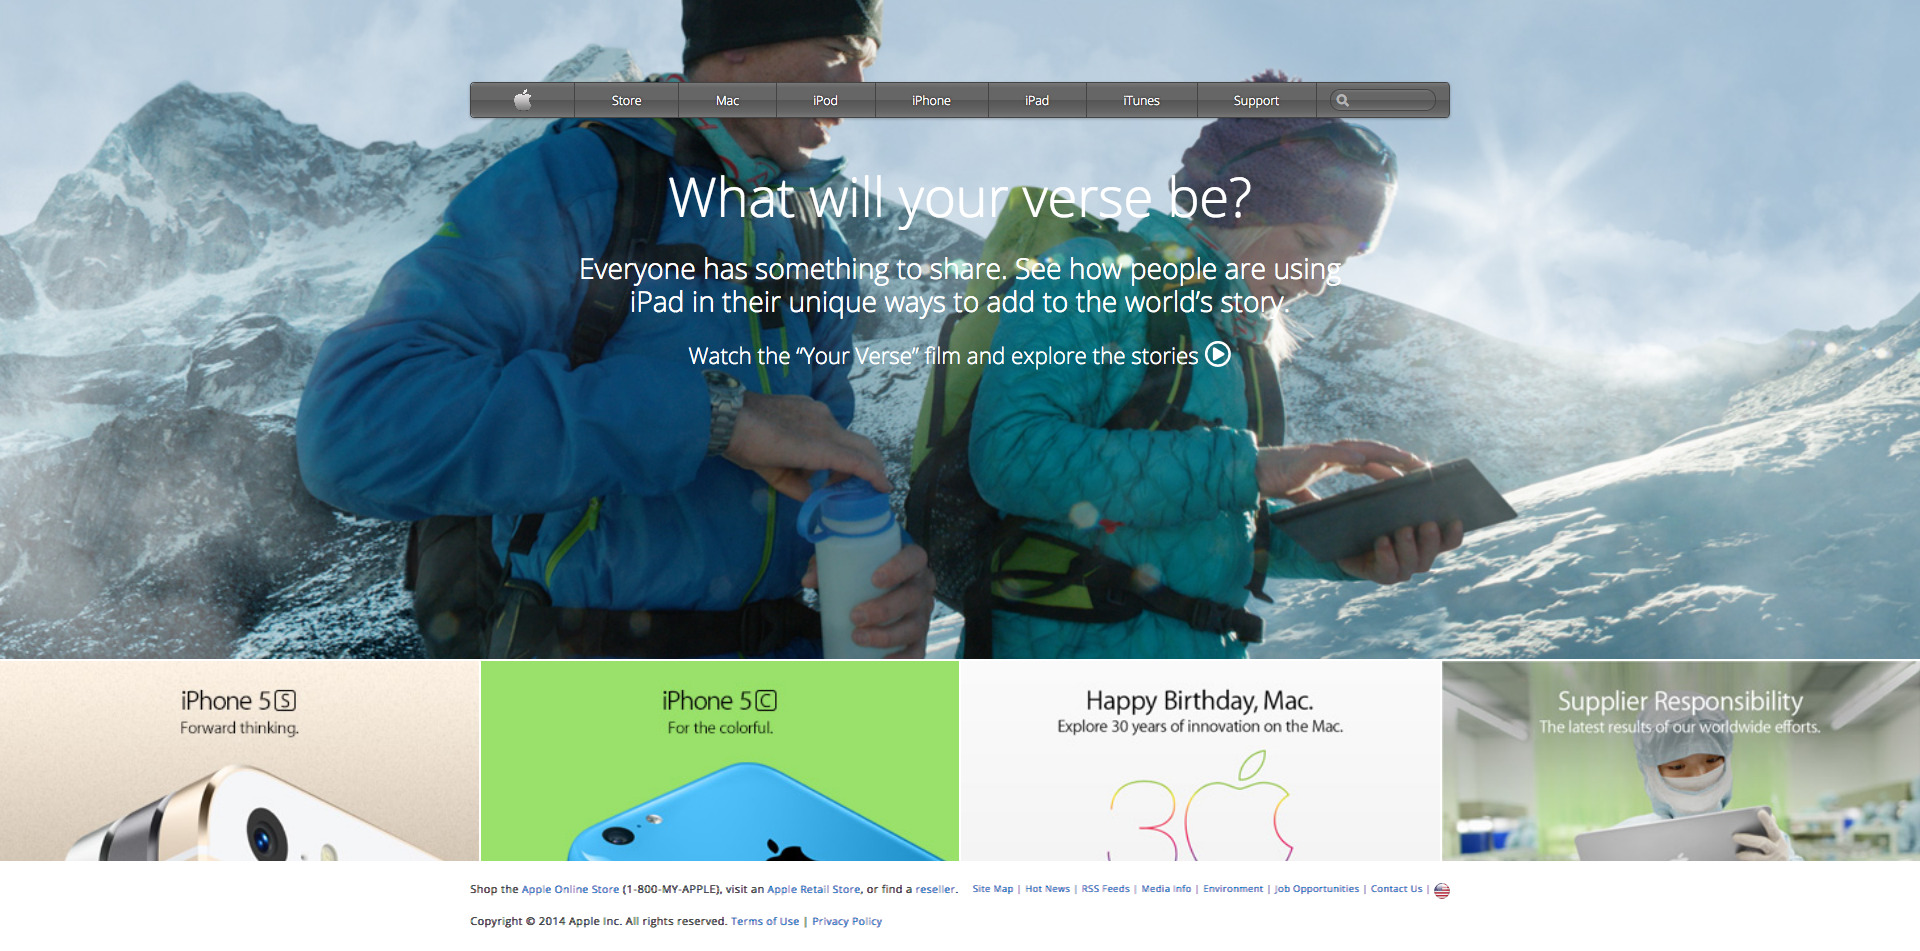 Store Mac iPod iPhone iPad iTunes Support
What will your verse be?
Everyone has something to share. See how people are using
iPad in their unique ways to add to the world’s story.
Watch the “Your Verse” film and explore the stories
iPhone 5S
Forward thinking.
iPhone 5C
For the colorful.
Happy Birthday, Mac.
Explore 30 years of innovation on the Mac.
30
Supplier Responsibility
The latest results of our worldwide efforts.
Shop the Apple Online Store (1-800-MY-APPLE), visit an Apple Retail Store, or find a reseller.
Site Map | Hot News | RSS Feeds | Media Info | Environment | Job Opportunities | Contact Us |
Copyright © 2014 Apple Inc. All rights reserved. Terms of Use | Privacy Policy